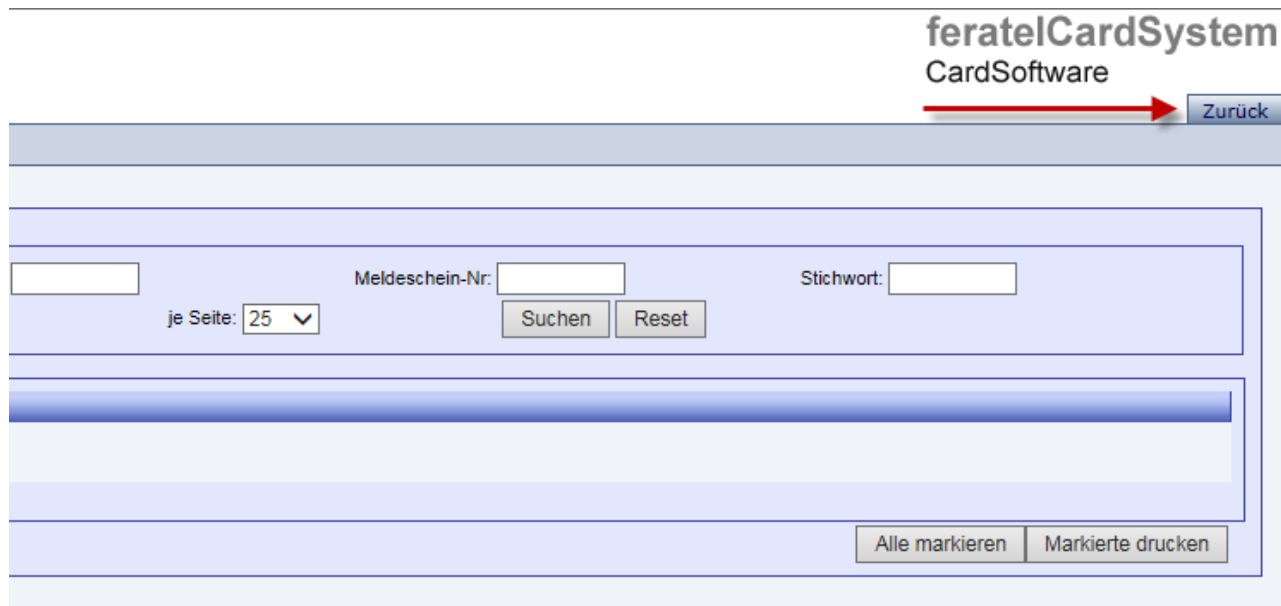 feratelCardSystem
CardSoftware
Zurück
Meldeschein-Nr: Stichwort:
je Seite: 25 Suchen Reset
Alle markieren Markierte drucken